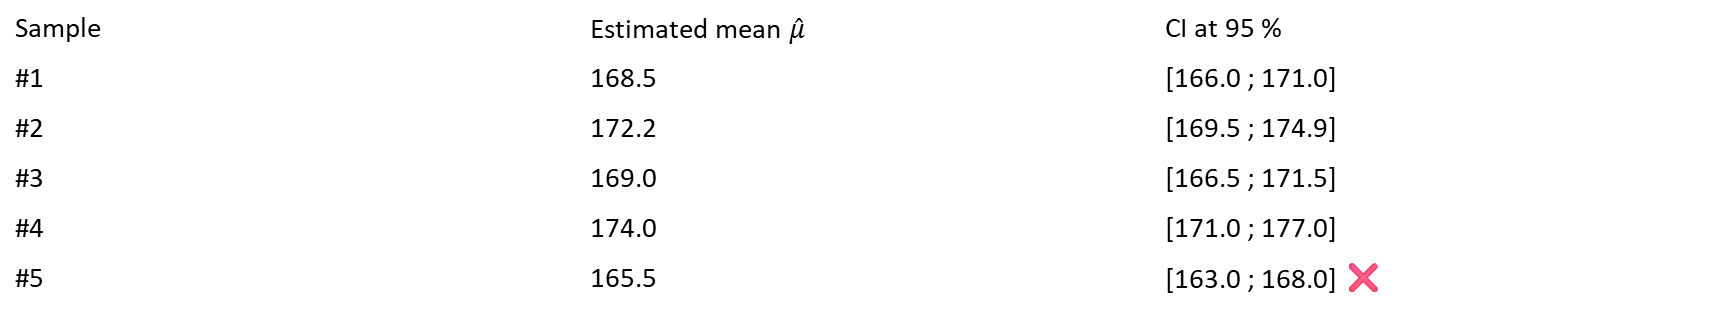 Sample Estimated mean μ̂ CI at 95 %
#1 168.5 [166.0 ; 171.0]
#2 172.2 [169.5 ; 174.9]
#3 169.0 [166.5 ; 171.5]
#4 174.0 [171.0 ; 177.0]
#5 165.5 [163.0 ; 168.0] ❌